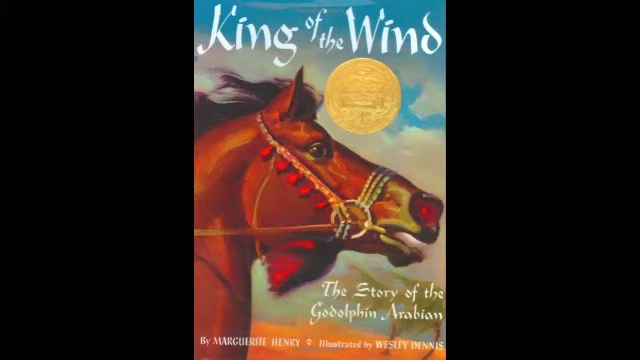 King of the Wind
The Story of the
Godolphin Arabian
By MARGUERITE HENRY Illustrated by WESLEY DENNIS